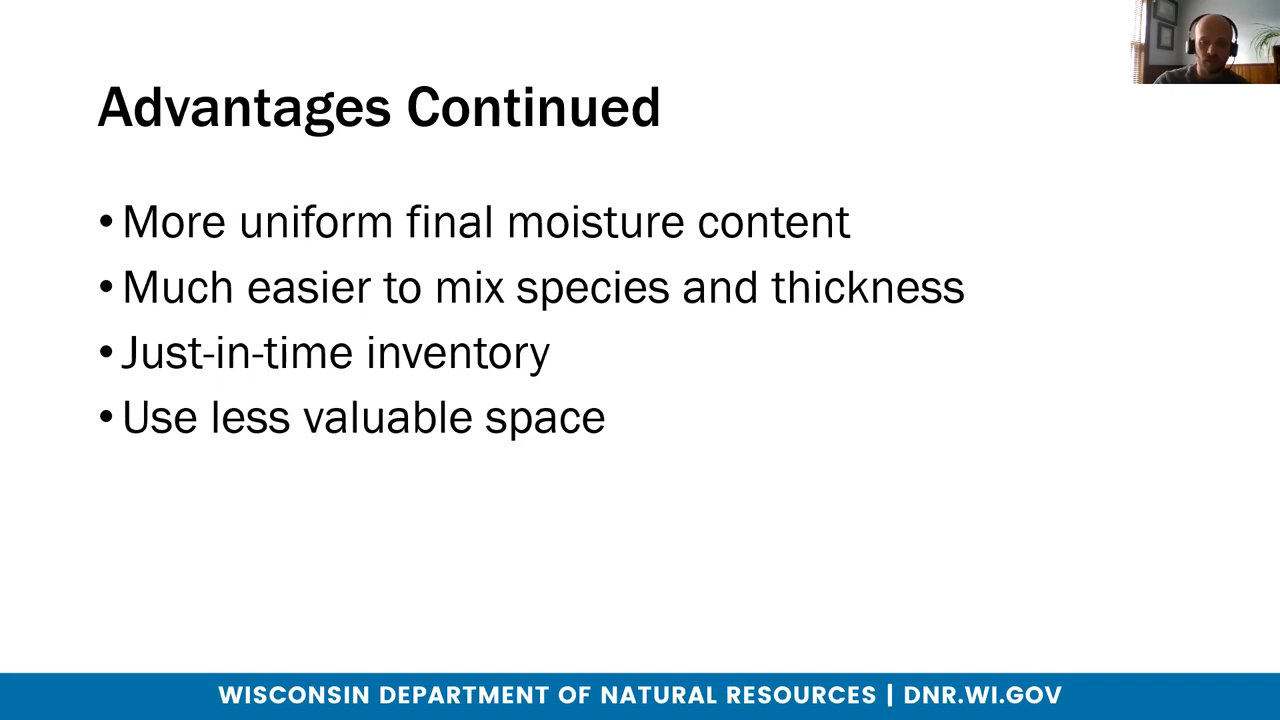 Advantages Continued
• More uniform final moisture content
• Much easier to mix species and thickness
• Just-in-time inventory
• Use less valuable space
WISCONSIN DEPARTMENT OF NATURAL RESOURCES | DNR.WI.GOV